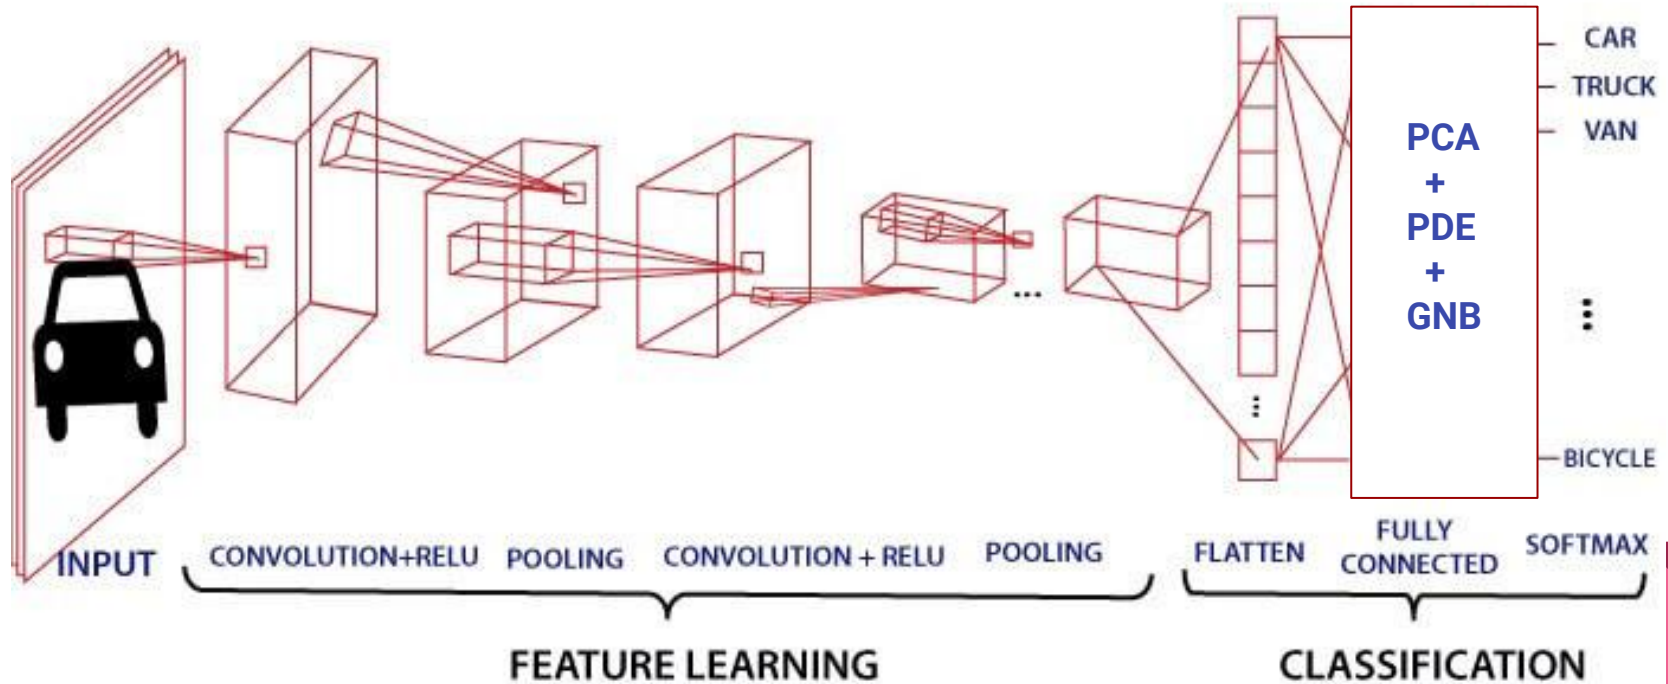 CAR
TRUCK
VAN
PCA
+
PDE
+
GNB
BICYCLE
INPUT
CONVOLUTION+RELU
POOLING
CONVOLUTION + RELU
POOLING
FLATTEN
FULLY
CONNECTED
SOFTMAX
FEATURE LEARNING
CLASSIFICATION